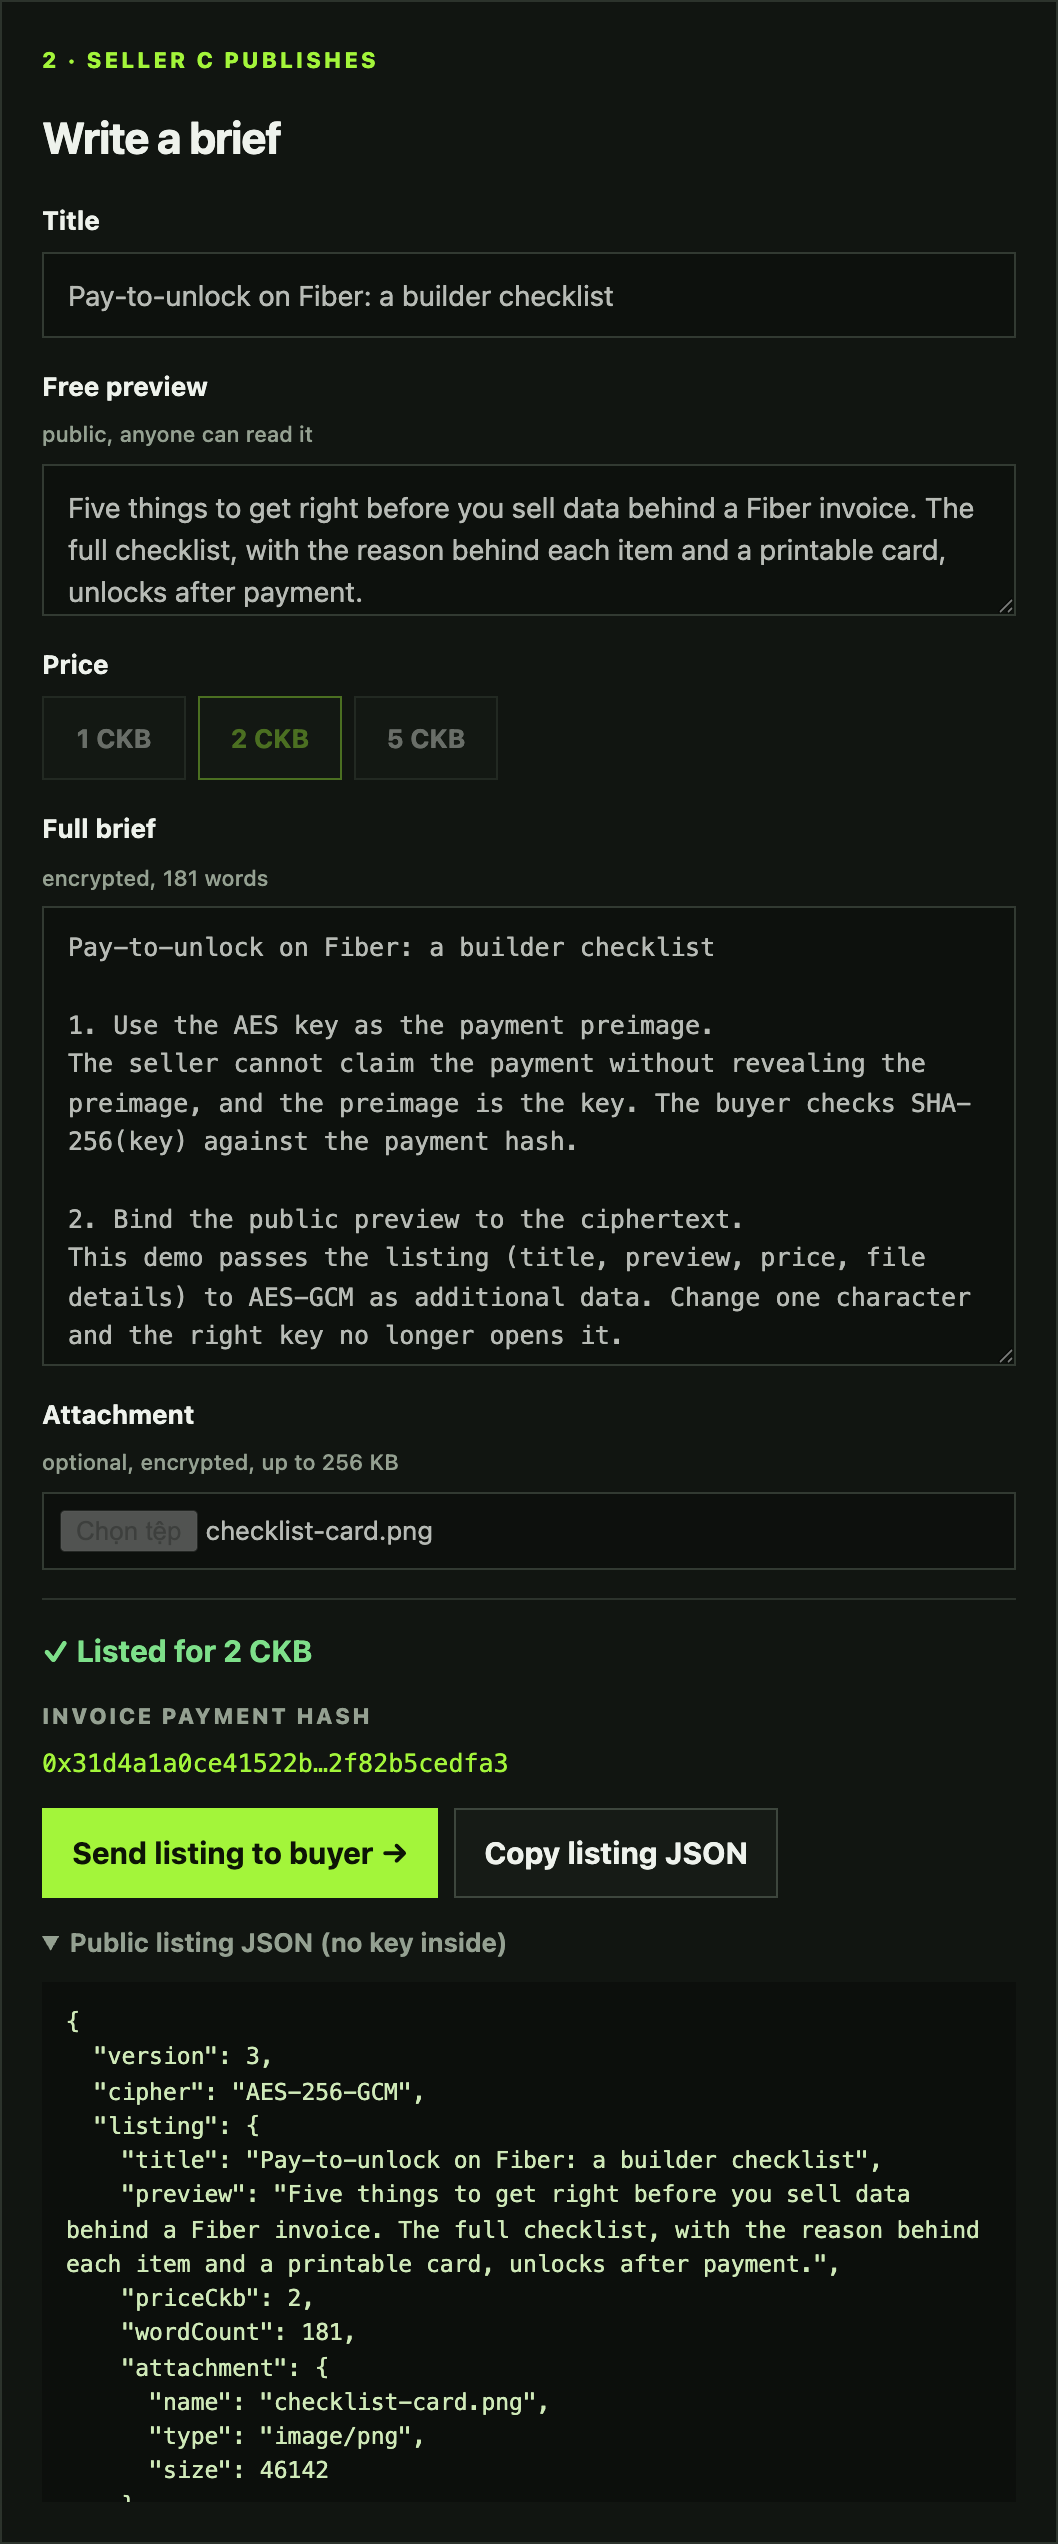 2 · SELLER C PUBLISHES
Write a brief
Title
Pay-to-unlock on Fiber: a builder checklist
Free preview
public, anyone can read it
Five things to get right before you sell data behind a Fiber invoice. The
full checklist, with the reason behind each item and a printable card,
unlocks after payment.
Price
1 CKB 2 CKB 5 CKB
Full brief
encrypted, 181 words
Pay-to-unlock on Fiber: a builder checklist
1. Use the AES key as the payment preimage.
The seller cannot claim the payment without revealing the
preimage, and the preimage is the key. The buyer checks SHA-
256(key) against the payment hash.
2. Bind the public preview to the ciphertext.
This demo passes the listing (title, preview, price, file
details) to AES-GCM as additional data. Change one character
and the right key no longer opens it.
Attachment
optional, encrypted, up to 256 KB
Chọn tệp checklist-card.png
✓ Listed for 2 CKB
INVOICE PAYMENT HASH
0x31d4a1a0ce41522b…2f82b5cedfa3
Send listing to buyer → Copy listing JSON
▼ Public listing JSON (no key inside)
{
"version": 3,
"cipher": "AES-256-GCM",
"listing": {
"title": "Pay-to-unlock on Fiber: a builder checklist",
"preview": "Five things to get right before you sell data
behind a Fiber invoice. The full checklist, with the reason behind
each item and a printable card, unlocks after payment.",
"priceCkb": 2,
"wordCount": 181,
"attachment": {
"name": "checklist-card.png",
"type": "image/png",
"size": 46142
}